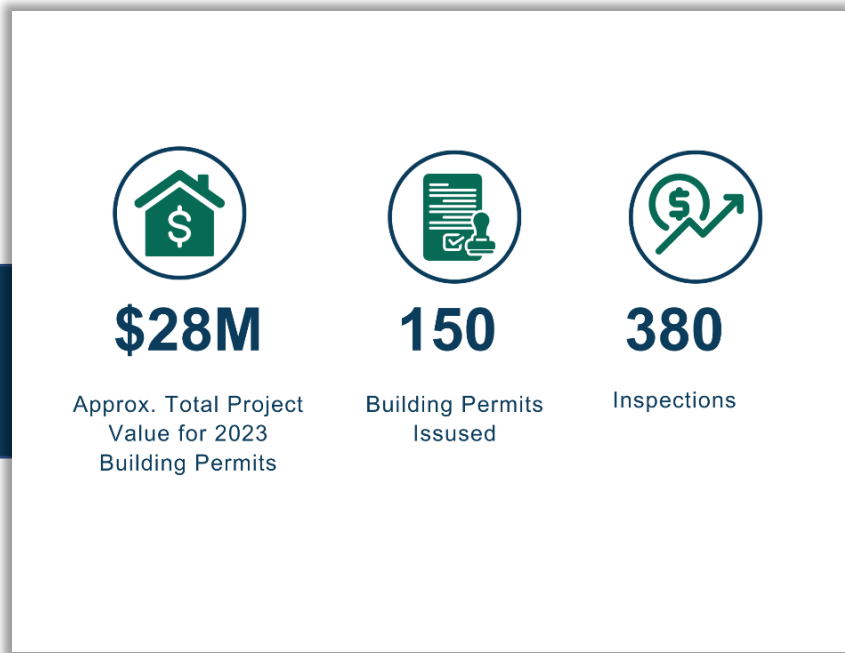 $28M
Approx. Total Project
Value for 2023
Building Permits
150
Building Permits
Issused
380
Inspections